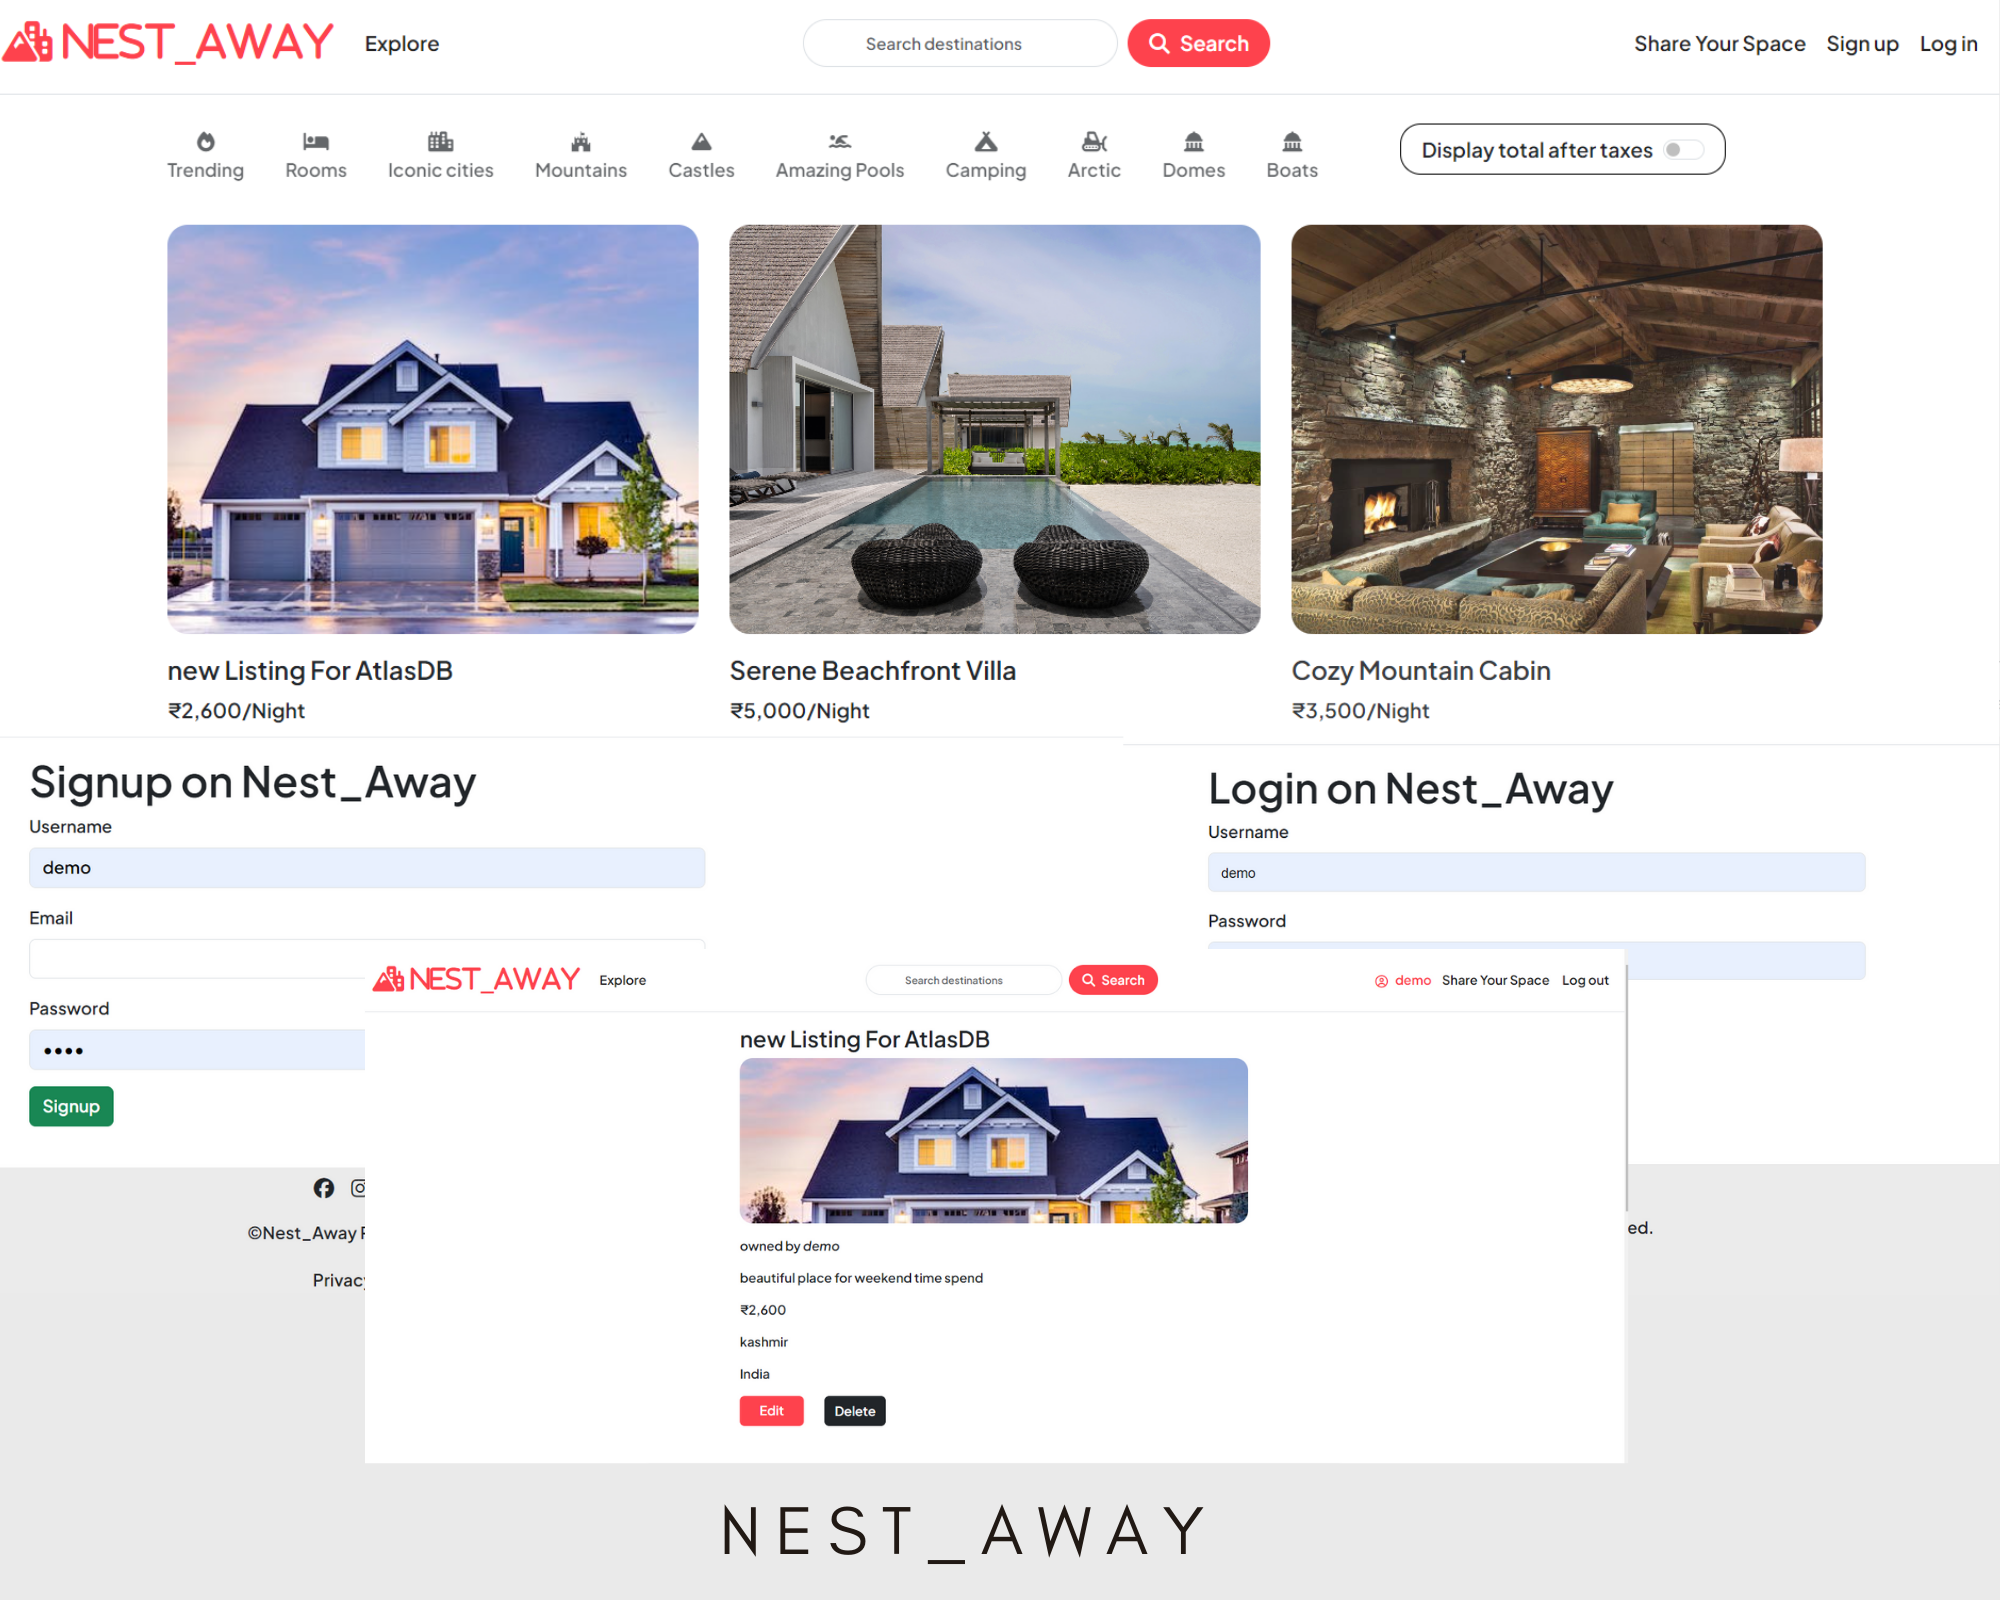 NEST_AWAY Explore Search destinations Search Share Your Space Sign up Log in
Trending Rooms Iconic cities Mountains Castles Amazing Pools Camping Arctic Domes Boats Display total after taxes
new Listing For AtlasDB
₹2,600/Night
Serene Beachfront Villa
₹5,000/Night
Cozy Mountain Cabin
₹3,500/Night
Signup on Nest_Away
Username
demo
Email
Password
••••
Signup
Login on Nest_Away
Username
demo
Password
©Nest_Away
ed.
NEST_AWAY Explore Search destinations Search demo Share Your Space Log out
new Listing For AtlasDB
owned by demo
beautiful place for weekend time spend
₹2,600
kashmir
India
Edit Delete
NEST_AWAY